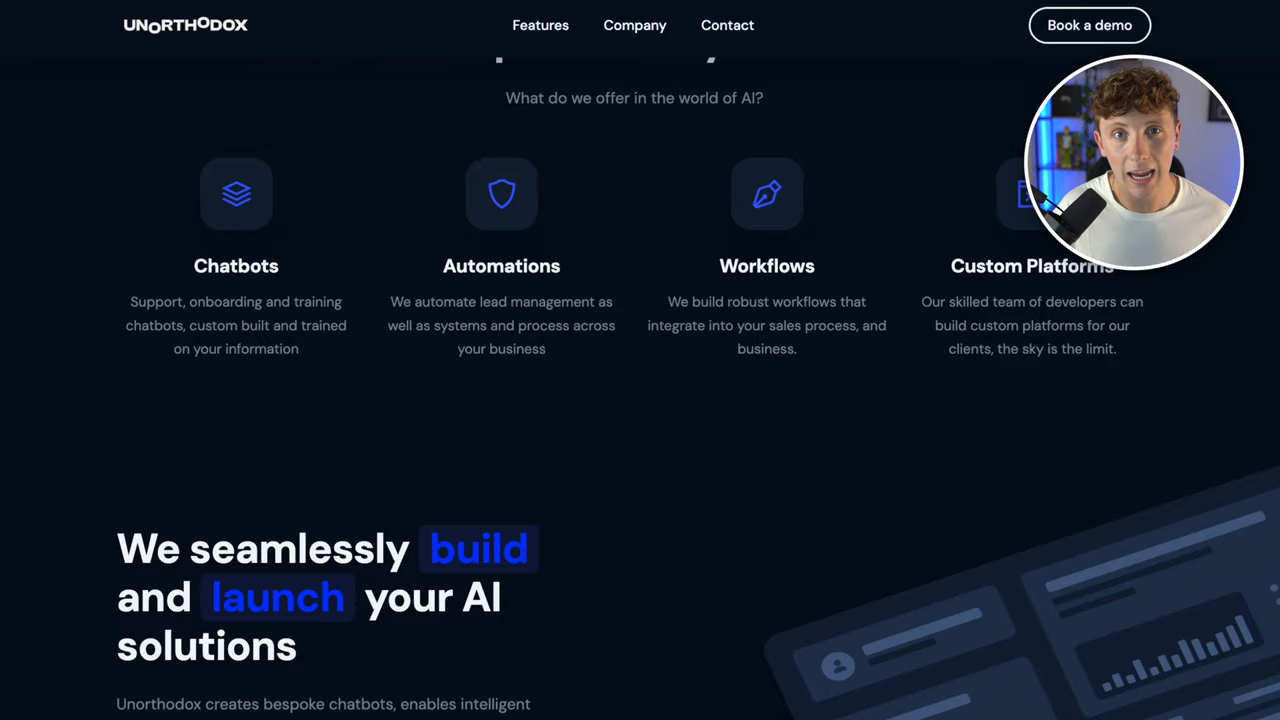 UNORTHODOX
Features
Company
Contact
Book a demo
What do we offer in the world of AI?
Chatbots
Automations
Workflows
Custom Platforms
Support, onboarding and training
chatbots, custom built and trained
on your information
We automate lead management as
well as systems and process across
your business
We build robust workflows that
integrate into your sales process, and
business.
Our skilled team of developers can
build custom platforms for our
clients, the sky is the limit.
We seamlessly build
and launch your AI
solutions
Unorthodox creates bespoke chatbots, enables intelligent